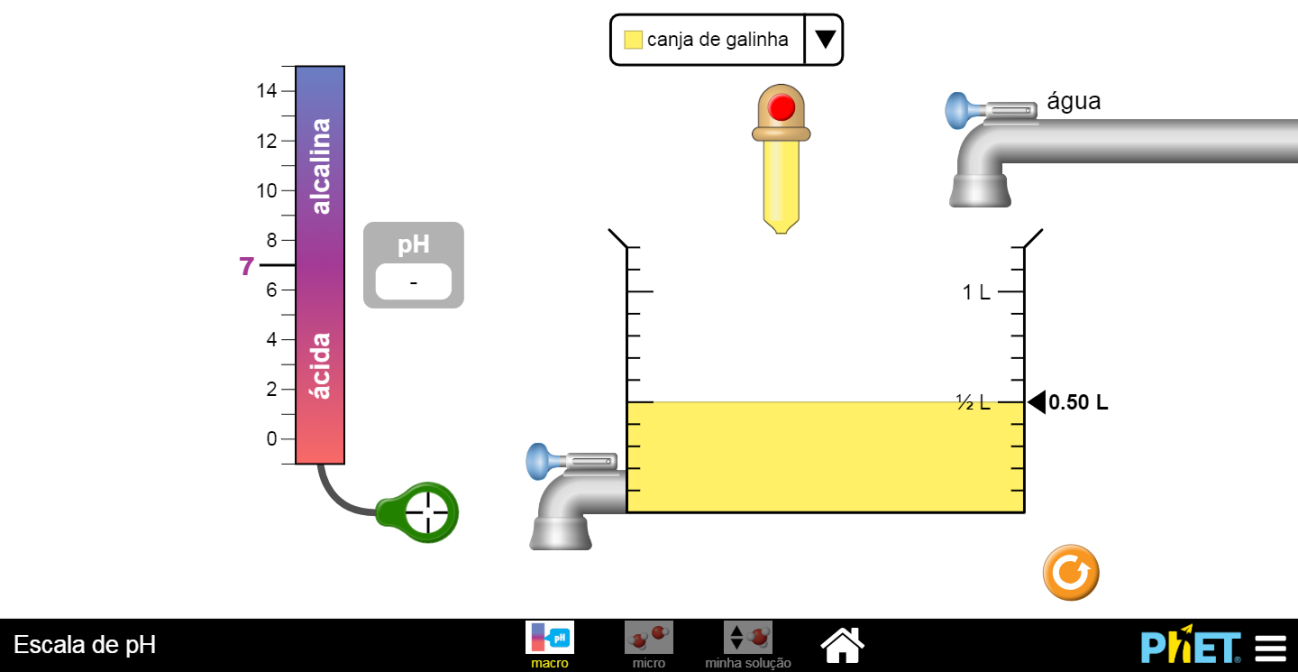 canja de galinha
água
14
12
10
8
7
6
4
2
0
alcalina
ácida
pH
-
1 L
½ L
0.50 L
Escala de pH
pH
macro
micro
minha solução
PhET